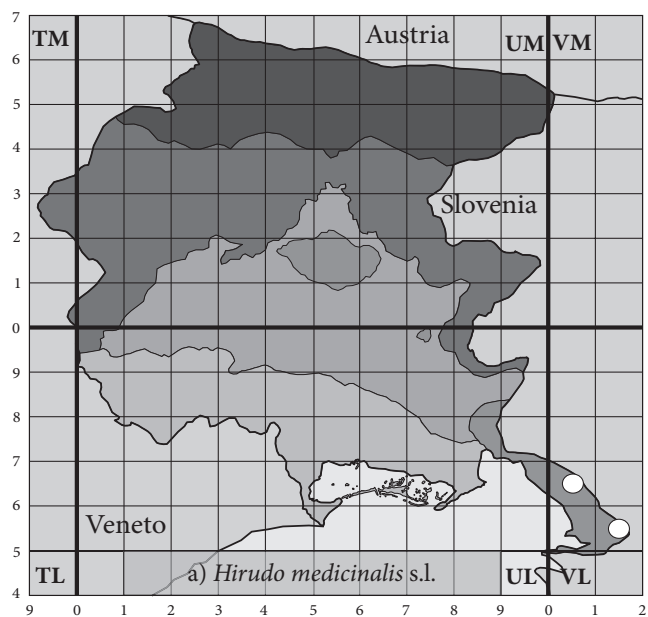 7
TM Austria UM VM
6
5
4
3
Slovenia
2
1
0
9
8
7
6
Veneto
5
TL a) Hirudo medicinalis s.l. UL VL
4
9 0 1 2 3 4 5 6 7 8 9 0 1 2